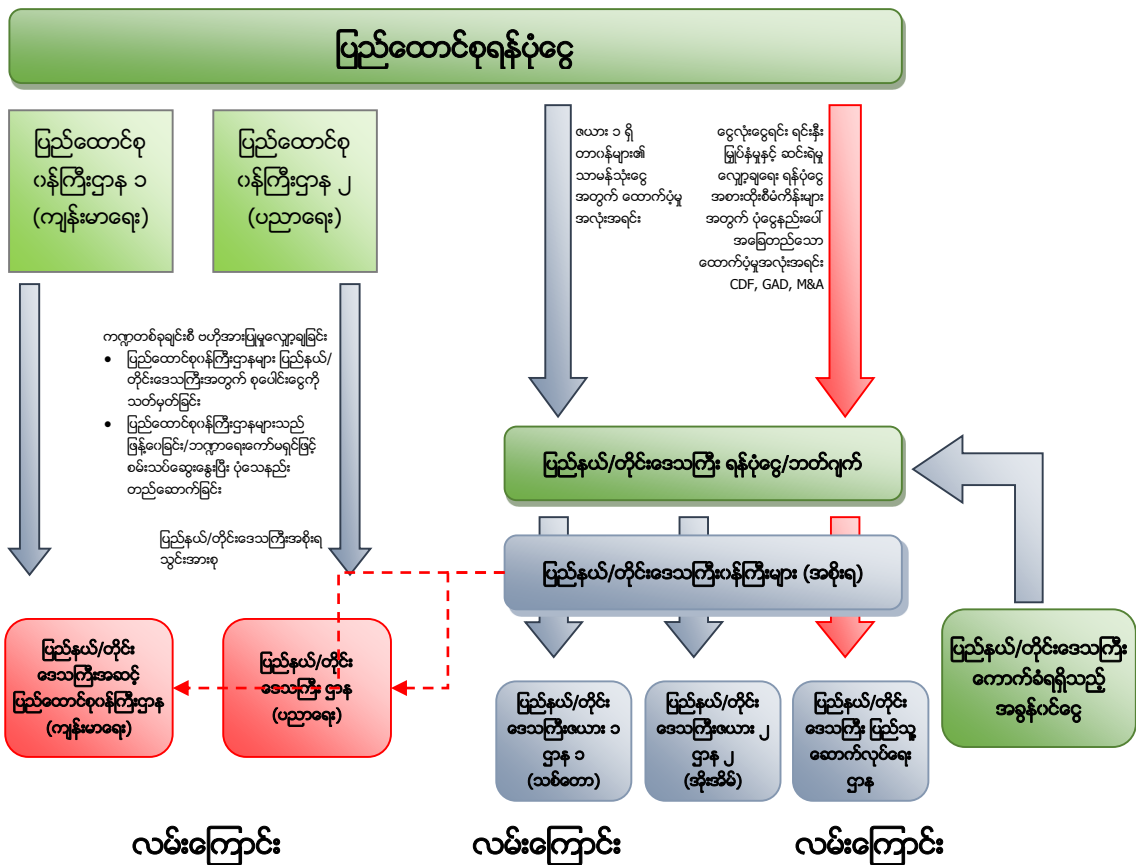 ပြည်ထောင်စုရန်ပုံငွေ
ပြည်ထောင်စု
ဝန်ကြီးဌာန ၁
(ကျန်းမာရေး)
ပြည်ထောင်စု
ဝန်ကြီးဌာန ၂
(ပညာရေး)
ဇယား ၁ ရှိ
တာဝန်များ၏
သာမန်သုံးငွေ
အတွက် ထောက်ပံ့မှု
အလုံးအရင်း
ငွေလုံးငွေရင်း ရင်းနှီး
မြှုပ်နှံမှုနှင့် ဆင်းရဲမှု
လျှော့ချရေး ရန်ပုံငွေ
အစားထိုးစီမံကိန်းများ
အတွက် ပုံငွေနည်းပေါ်
အခြေတည်သော
ထောက်ပံ့မှုအလုံးအရင်း
CDF, GAD, M&A
ကဏ္ဍတစ်ခုချင်းစီ ဗဟိုအားပြုမှုလျှော့ချခြင်း
● ပြည်ထောင်စုဝန်ကြီးဌာနများ ပြည်နယ်/
တိုင်းဒေသကြီးအတွက် စုပေါင်းငွေကို
သတ်မှတ်ခြင်း
● ပြည်ထောင်စုဝန်ကြီးဌာနများသည်
ဖြန့်ဝေခြင်း/ဘဏ္ဍာရေးကော်မရှင်ဖြင့်
စမ်းသပ်ဆွေးနွေးပြီး ပုံသေနည်း
တည်ဆောက်ခြင်း
ပြည်နယ်/တိုင်းဒေသကြီး ရန်ပုံငွေ/ဘတ်ဂျက်
ပြည်နယ်/တိုင်းဒေသကြီးအစိုးရ
သွင်းအားစု
ပြည်နယ်/တိုင်းဒေသကြီးဝန်ကြီးများ (အစိုးရ)
ပြည်နယ်/တိုင်း
ဒေသကြီးအဆင့်
ပြည်ထောင်စုဝန်ကြီးဌာန
(ကျန်းမာရေး)
ပြည်နယ်/တိုင်း
ဒေသကြီး ဌာန
(ပညာရေး)
ပြည်နယ်/တိုင်းဒေသကြီး
ကောက်ခံရရှိသည့်
အခွန်ဝင်ငွေ
ပြည်နယ်/တိုင်း
ဒေသကြီးဇယား ၁
ဌာန ၁
(သစ်တော)
ပြည်နယ်/တိုင်း
ဒေသကြီးဇယား ၂
ဌာန ၂
(အိုးအိမ်)
ပြည်နယ်/တိုင်း
ဒေသကြီး ပြည်သူ့
ဆောက်လုပ်ရေး
ဌာန
လမ်းကြောင်း
လမ်းကြောင်း
လမ်းကြောင်း